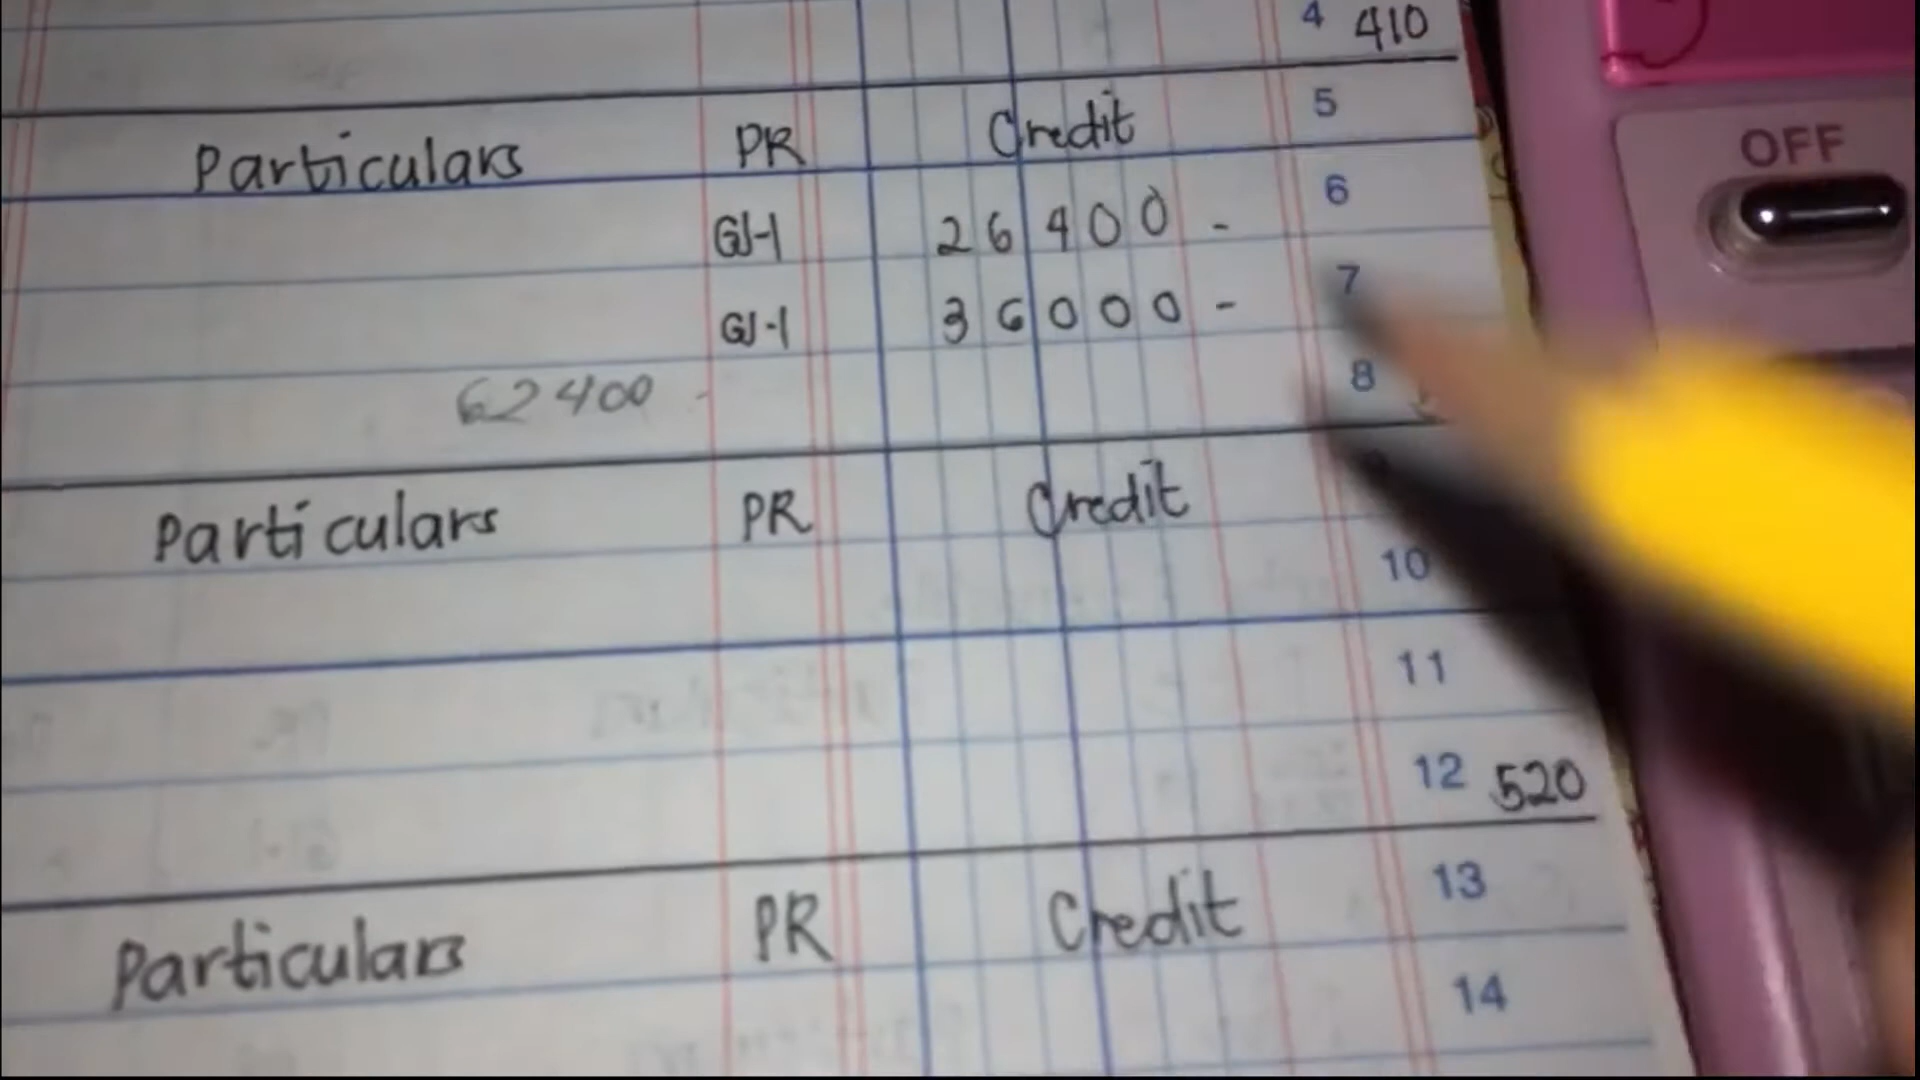 4 410
5
Particulars PR Credit
OFF
6
GJ-1 26400 -
7
GJ-1 36000 -
8
62400 -
Particulars PR Credit
10
11
12 520
13
Particulars PR Credit
14